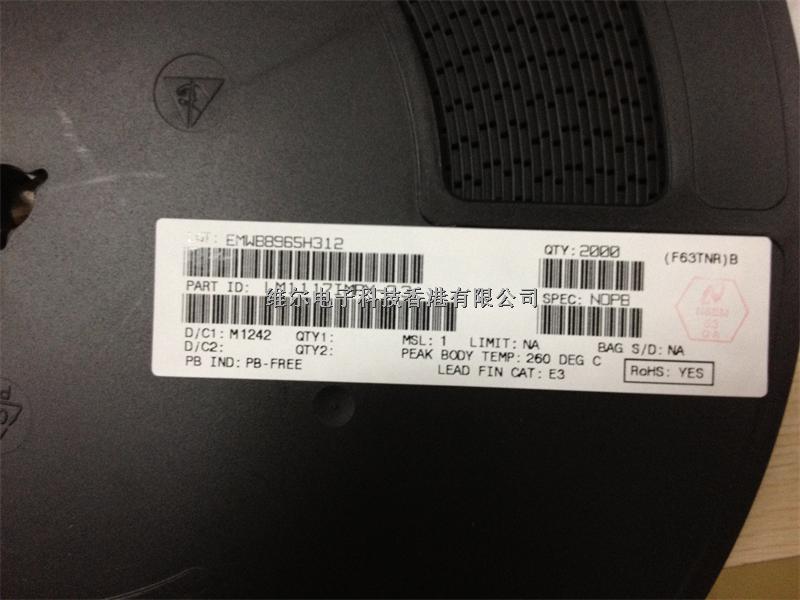 LOT: EMWB8965H312
QTY: 2000
(F63TNR)B
PART ID:
维尔电子科技香港有限公司
SPEC: NOPB
D/C1: M1242 QTY1: MSL: 1 LIMIT: NA BAG S/D: NA
D/C2: QTY2: PEAK BODY TEMP: 260 DEG C
PB IND: PB-FREE LEAD FIN CAT: E3 RoHS: YES